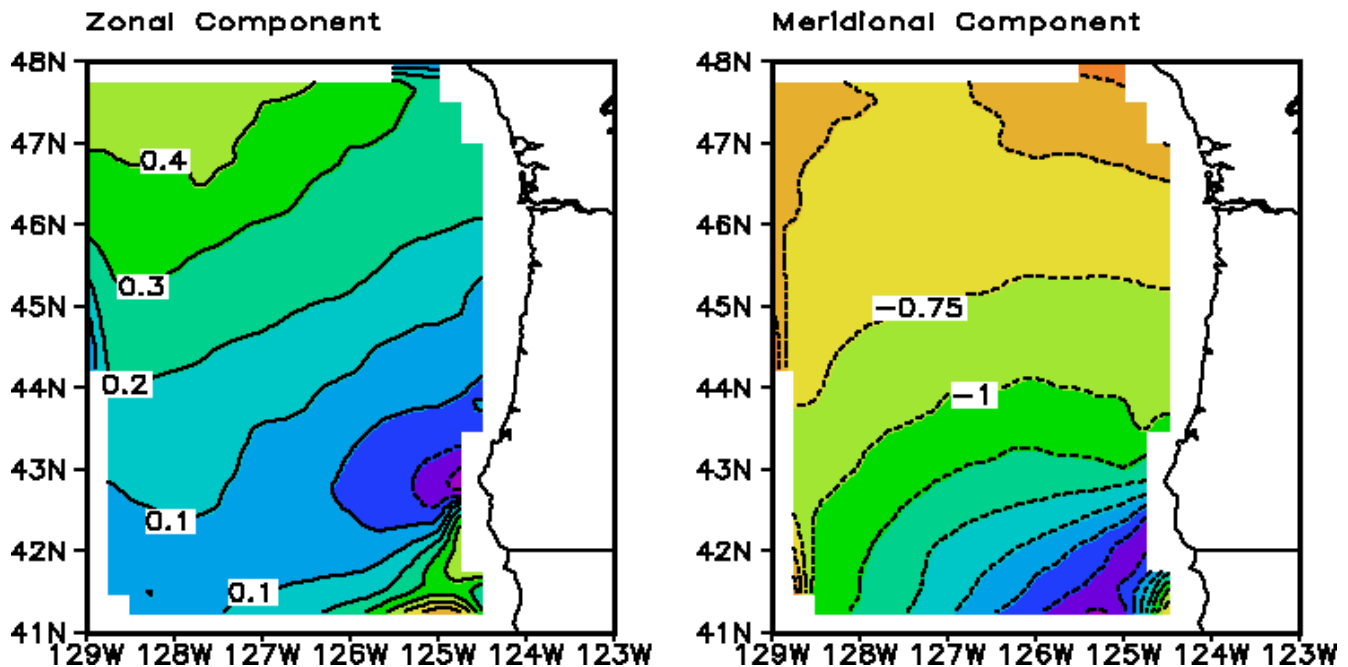 Zonal Component
48N
47N
0.4
46N
0.3
45N
0.2
44N
43N
0.1
42N
0.1
41N
129W 128W 127W 126W 125W 124W 123W
Meridional Component
48N
47N
46N
-0.75
45N
44N
-1
43N
42N
41N
129W 128W 127W 126W 125W 124W 123W